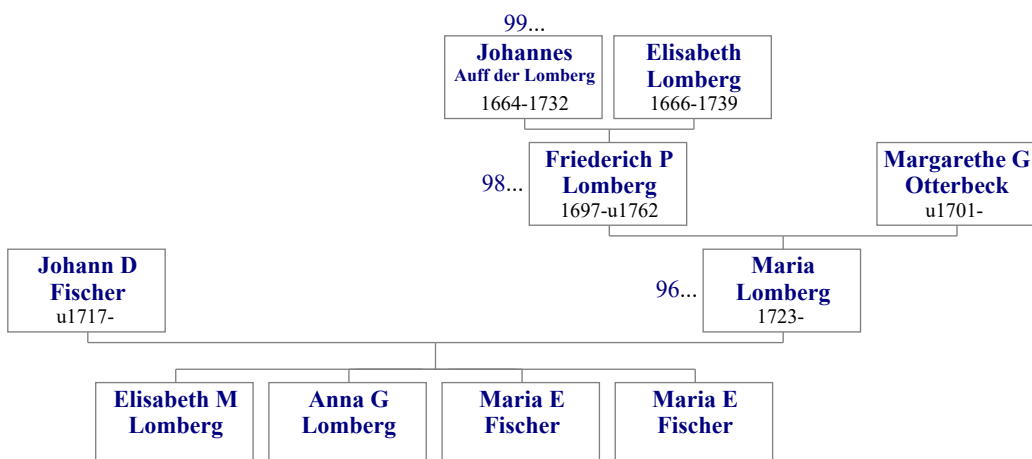 99...
Johannes
Auff der Lomberg
1664-1732
Elisabeth
Lomberg
1666-1739
98...
Friederich P
Lomberg
1697-u1762
Margarethe G
Otterbeck
u1701-
Johann D
Fischer
u1717-
96...
Maria
Lomberg
1723-
Elisabeth M
Lomberg
Anna G
Lomberg
Maria E
Fischer
Maria E
Fischer